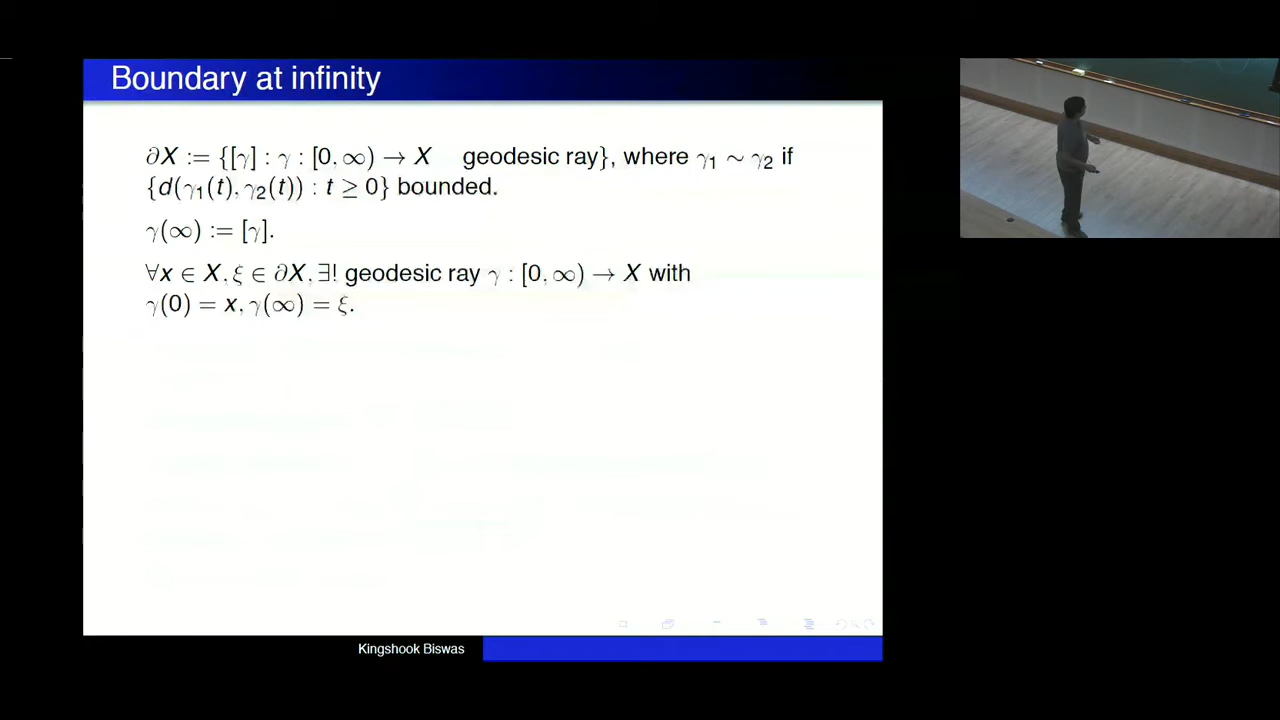 Boundary at infinity
∂X := {[γ] : γ : [0, ∞) → X geodesic ray}, where γ₁ ∼ γ₂ if
{d(γ₁(t), γ₂(t)) : t ≥ 0} bounded.
γ(∞) := [γ].
∀x ∈ X, ξ ∈ ∂X, ∃! geodesic ray γ : [0, ∞) → X with
γ(0) = x, γ(∞) = ξ.
Kingshook Biswas